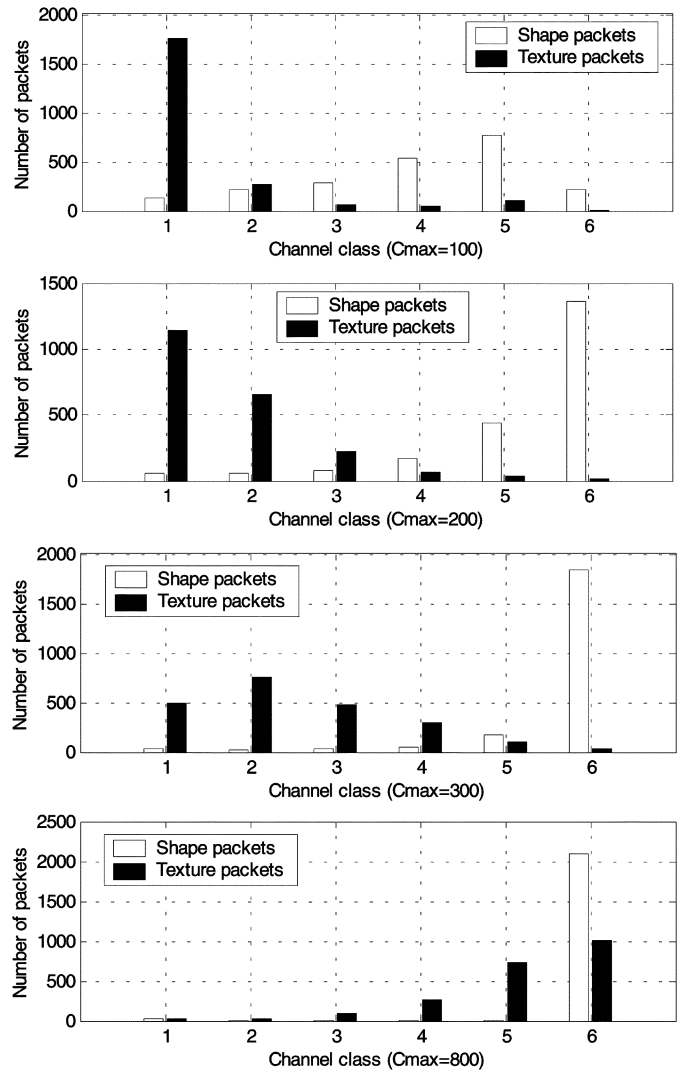 2000
1500
1000
500
0
Number of packets
Shape packets
Texture packets
1 2 3 4 5 6
Channel class (Cmax=100)
1500
1000
500
0
Number of packets
Shape packets
Texture packets
1 2 3 4 5 6
Channel class (Cmax=200)
2000
1500
1000
500
0
Number of packets
Shape packets
Texture packets
1 2 3 4 5 6
Channel class (Cmax=300)
2500
2000
1500
1000
500
0
Number of packets
Shape packets
Texture packets
1 2 3 4 5 6
Channel class (Cmax=800)